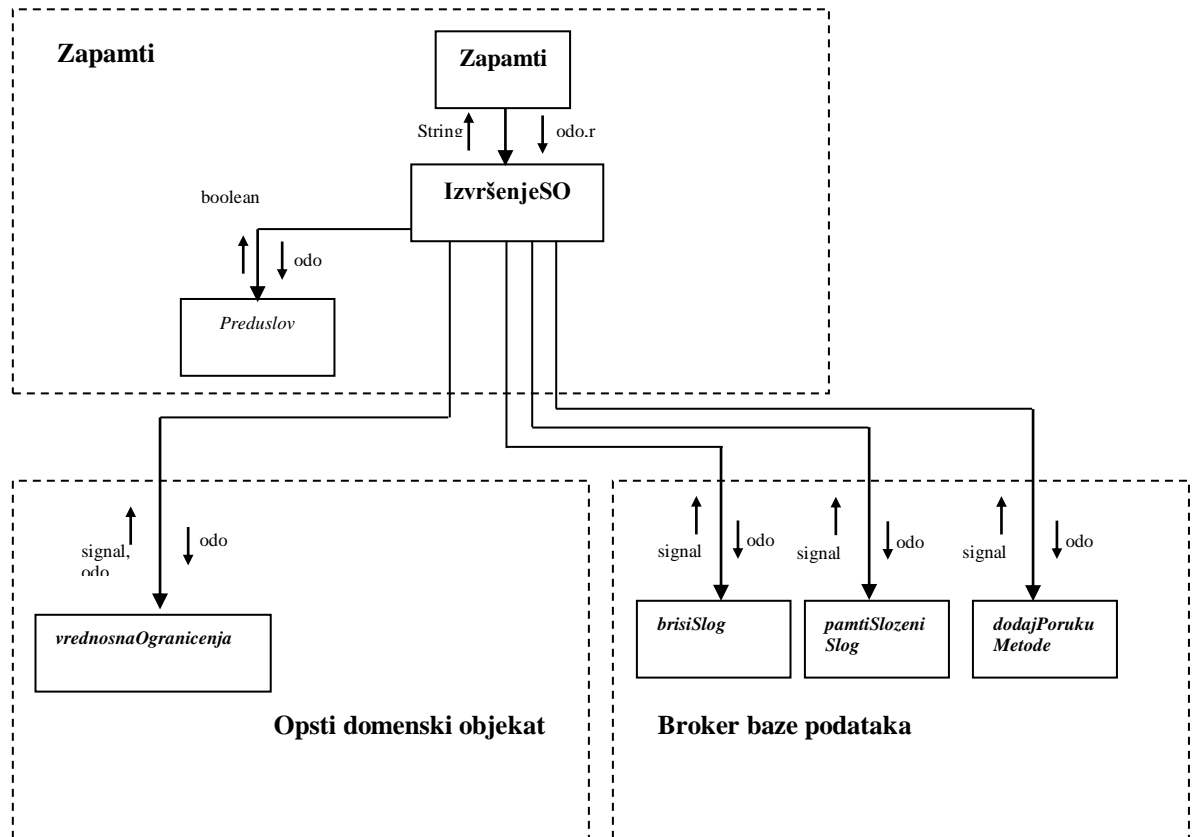 Zapamti
Zapamti
String
odo.r
IzvršenjeSO
boolean
odo
Preduslov
signal,
odo
odo
signal
odo
signal
odo
signal
odo
vrednosnaOgranicenja
brisiSlog
pamtiSlozeni
Slog
dodajPoruku
Metode
Opsti domenski objekat
Broker baze podataka